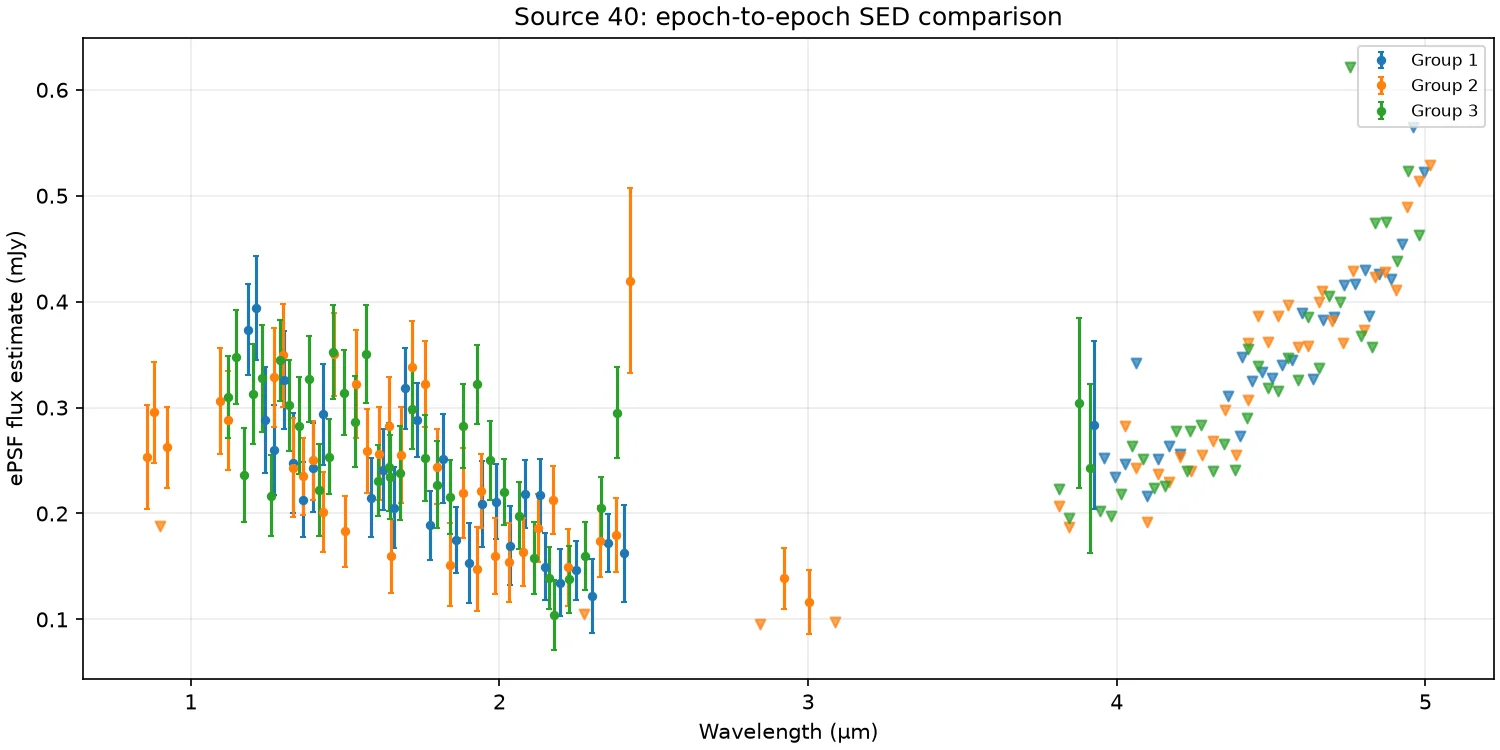 Source 40: epoch-to-epoch SED comparison
ePSF flux estimate (mJy)
0.6
0.5
0.4
0.3
0.2
0.1
Group 1
Group 2
Group 3
1 2 3 4 5
Wavelength (μm)